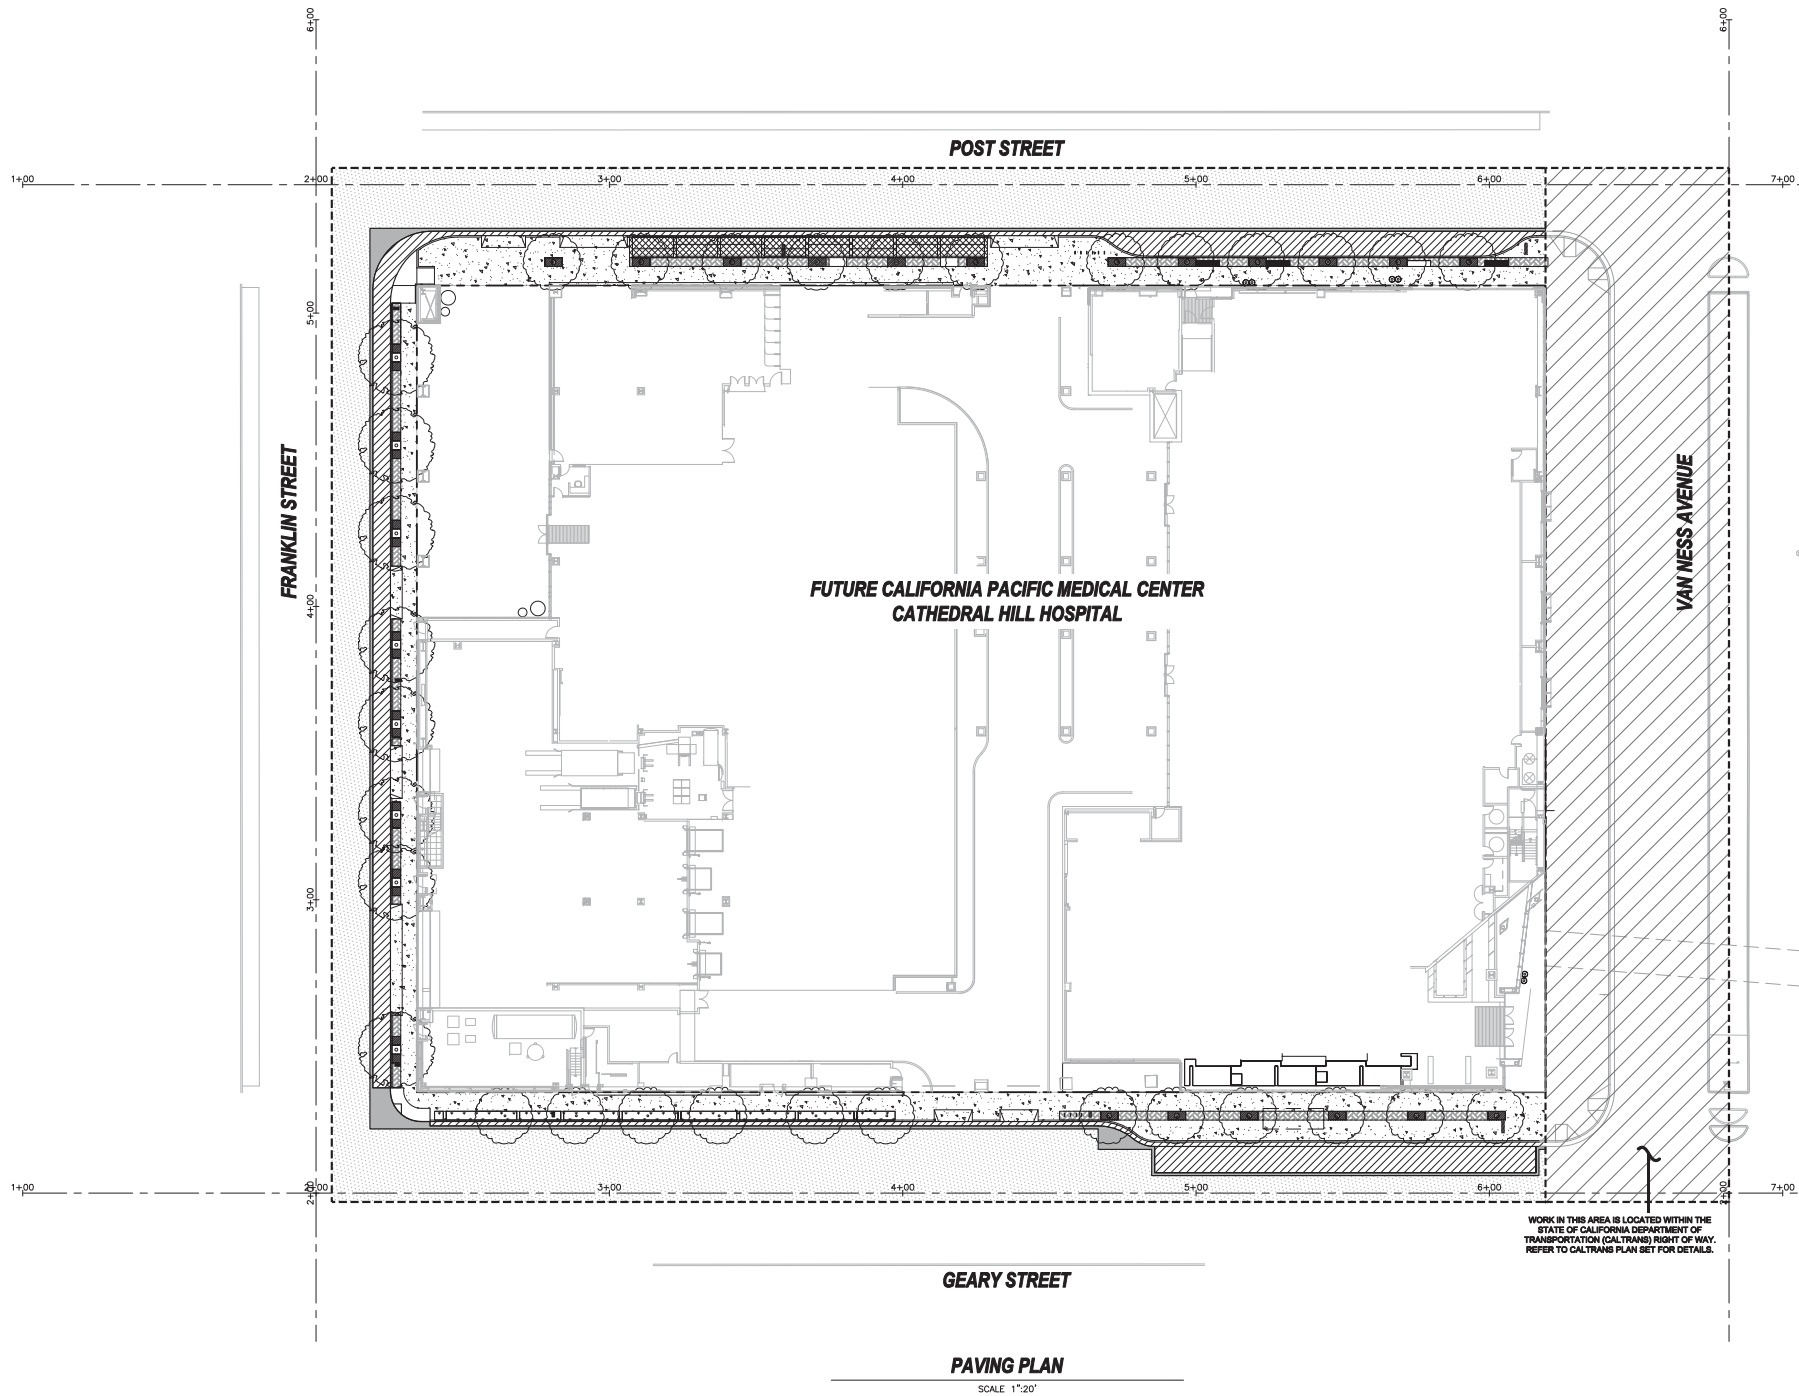 6+00
6+00
POST STREET
1+00
2+00
3+00
4+00
5+00
6+00
7+00
5+00
FRANKLIN STREET
VAN NESS AVENUE
FUTURE CALIFORNIA PACIFIC MEDICAL CENTER
CATHEDRAL HILL HOSPITAL
4+00
3+00
1+00
2+00
3+00
4+00
5+00
6+00
2+00
7+00
WORK IN THIS AREA IS LOCATED WITHIN THE
STATE OF CALIFORNIA DEPARTMENT OF
TRANSPORTATION (CALTRANS) RIGHT OF WAY.
REFER TO CALTRANS PLAN SET FOR DETAILS.
GEARY STREET
PAVING PLAN
SCALE 1":20'